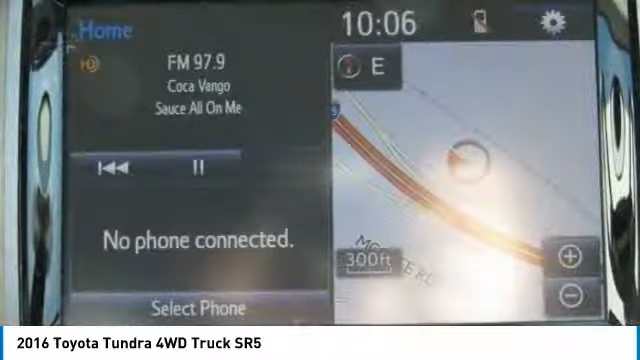 Home
10:06
HD
FM 97.9
Coca Vango
Sauce All On Me
E
No phone connected.
300ft
Select Phone
2016 Toyota Tundra 4WD Truck SR5